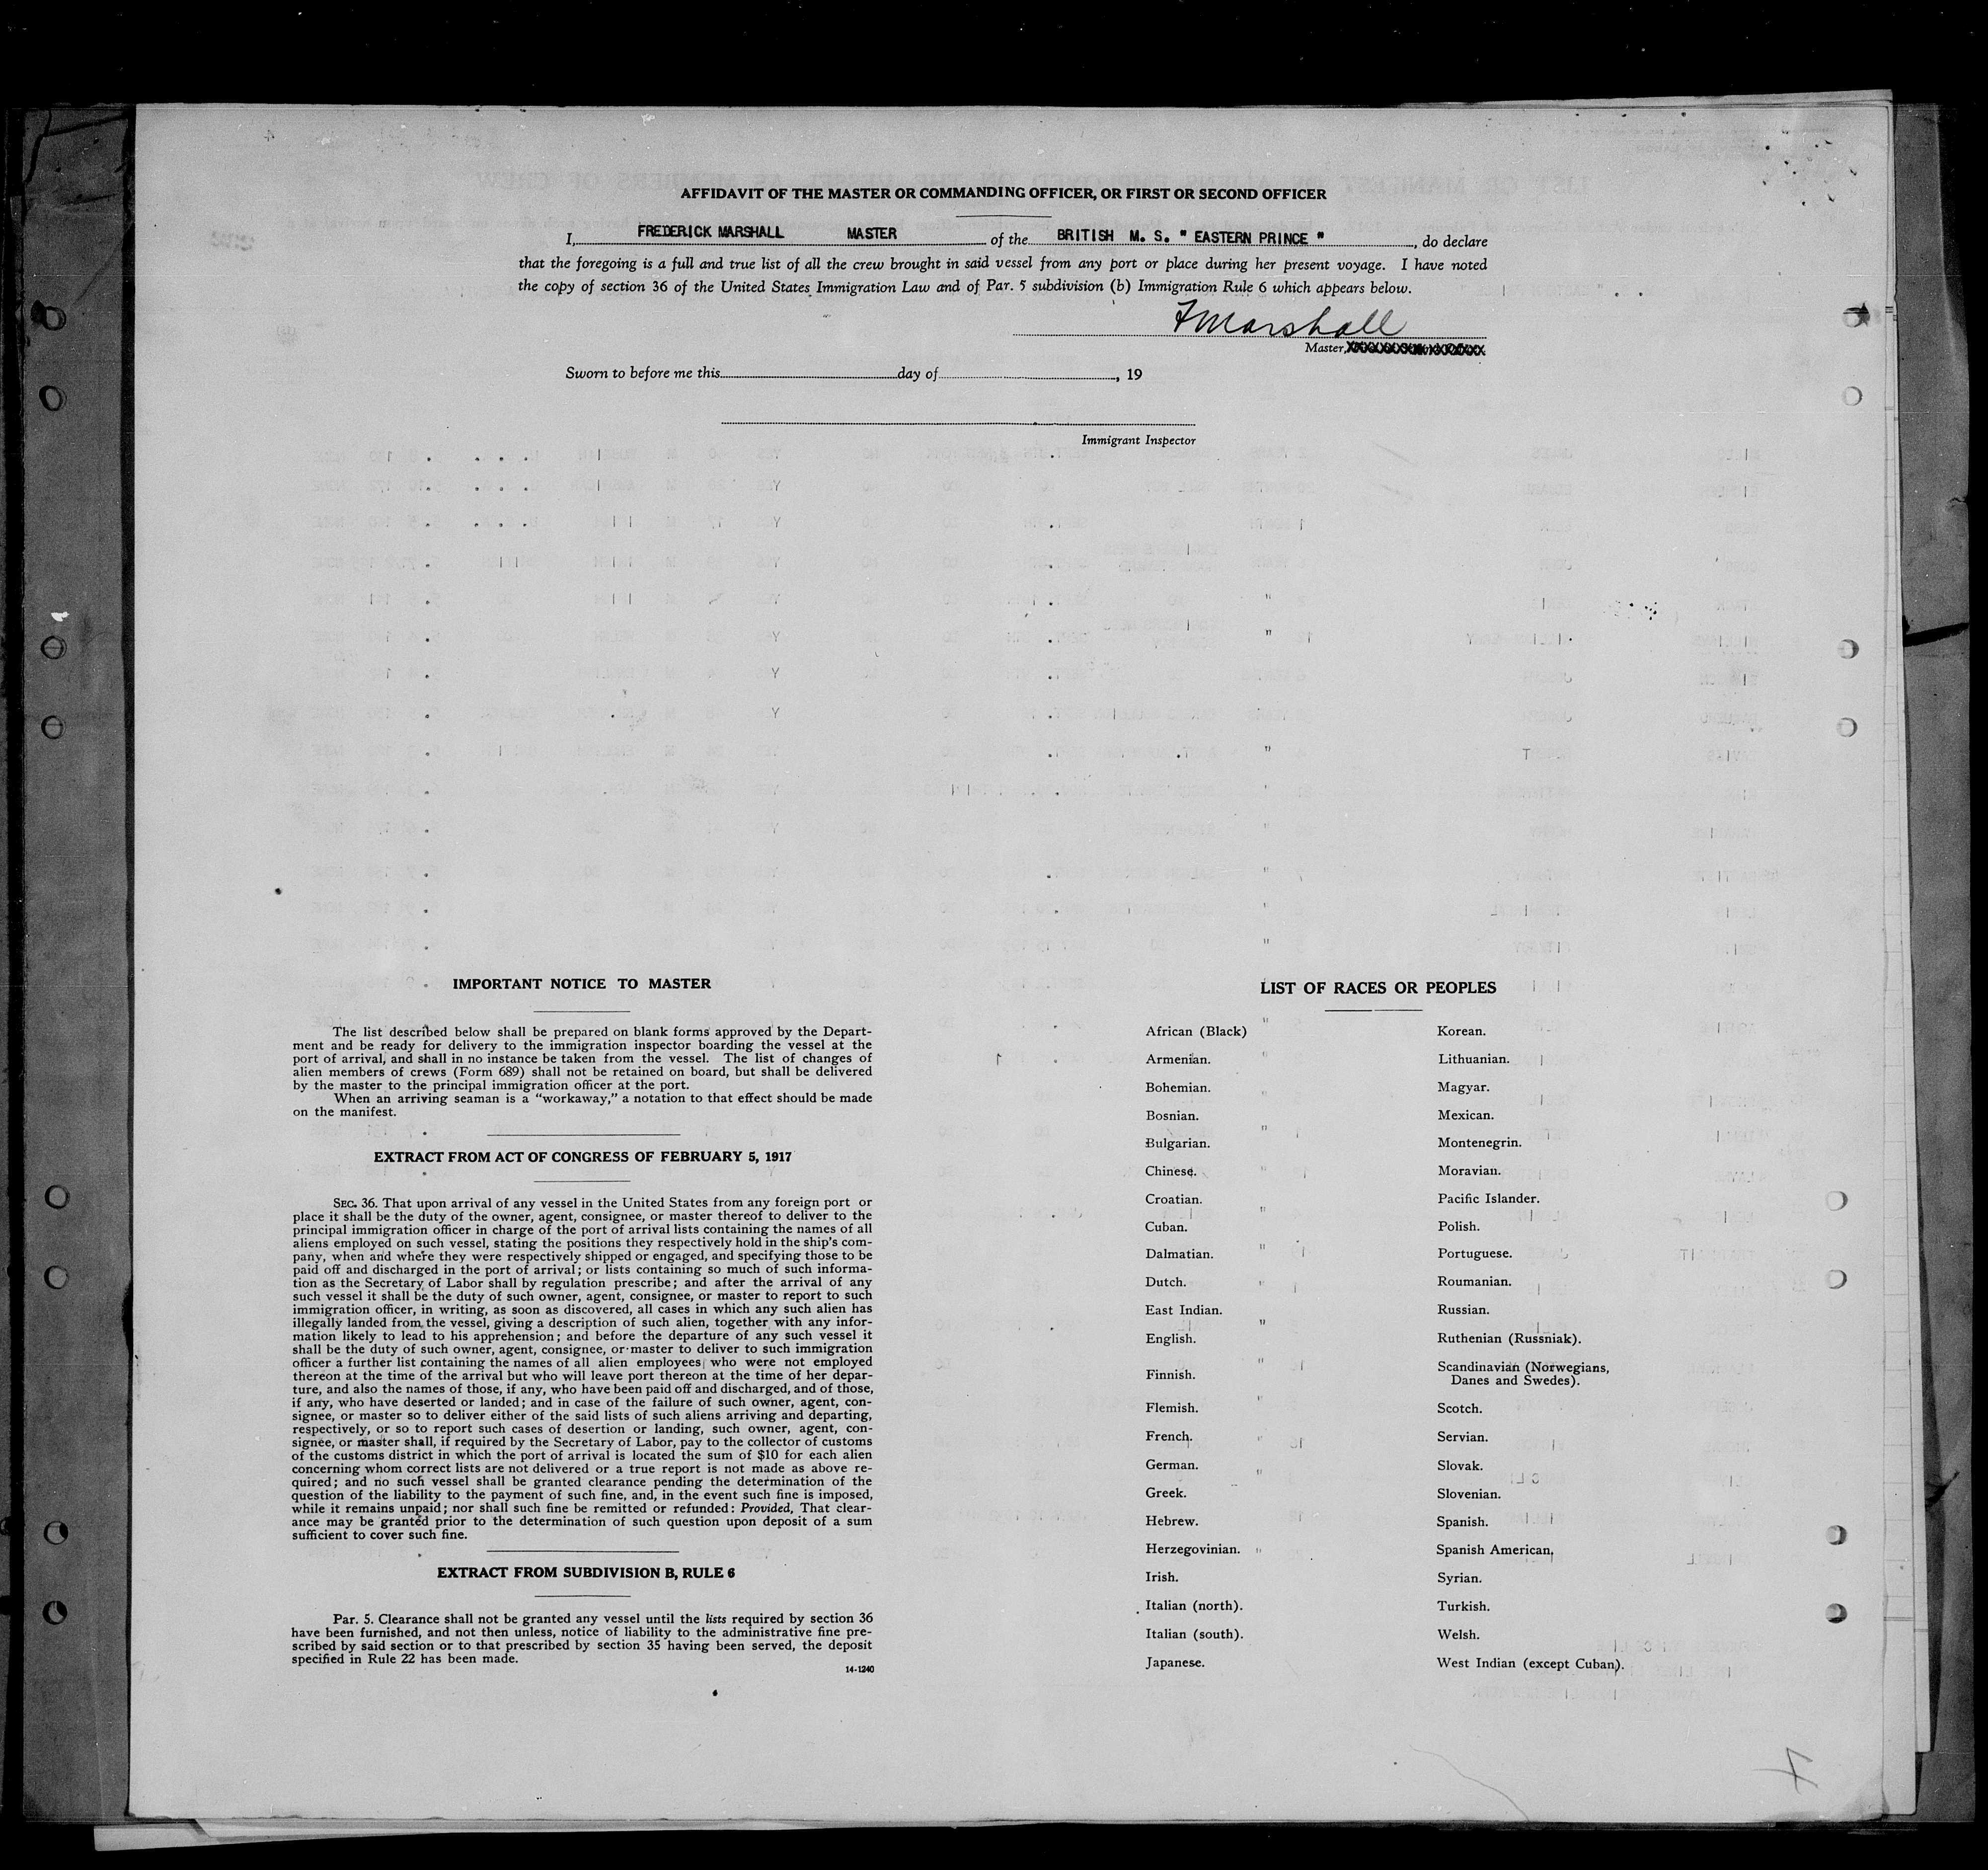 AFFIDAVIT OF THE MASTER OR COMMANDING OFFICER, OR FIRST OR SECOND OFFICER
I, FREDERICK MARSHALL MASTER of the BRITISH M. S. " EASTERN PRINCE ", do declare
that the foregoing is a full and true list of all the crew brought in said vessel from any port or place during her present voyage. I have noted
the copy of section 36 of the United States Immigration Law and of Par. 5 subdivision (b) Immigration Rule 6 which appears below.
F Marshall
Master,
Sworn to before me this day of , 19
Immigrant Inspector
IMPORTANT NOTICE TO MASTER
The list described below shall be prepared on blank forms approved by the Depart-
ment and be ready for delivery to the immigration inspector boarding the vessel at the
port of arrival, and shall in no instance be taken from the vessel. The list of changes of
alien members of crews (Form 689) shall not be retained on board, but shall be delivered
by the master to the principal immigration officer at the port.
When an arriving seaman is a "workaway," a notation to that effect should be made
on the manifest.
EXTRACT FROM ACT OF CONGRESS OF FEBRUARY 5, 1917
SEC. 36. That upon arrival of any vessel in the United States from any foreign port or
place it shall be the duty of the owner, agent, consignee, or master thereof to deliver to the
principal immigration officer in charge of the port of arrival lists containing the names of all
aliens employed on such vessel, stating the positions they respectively hold in the ship's com-
pany, when and where they were respectively shipped or engaged, and specifying those to be
paid off and discharged in the port of arrival; or lists containing so much of such informa-
tion as the Secretary of Labor shall by regulation prescribe; and after the arrival of any
such vessel it shall be the duty of such owner, agent, consignee, or master to report to such
immigration officer, in writing, as soon as discovered, all cases in which any such alien has
illegally landed from the vessel, giving a description of such alien, together with any infor-
mation likely to lead to his apprehension; and before the departure of any such vessel it
shall be the duty of such owner, agent, consignee, or master to deliver to such immigration
officer a further list containing the names of all alien employees who were not employed
thereon at the time of the arrival but who will leave port thereon at the time of her depar-
ture, and also the names of those, if any, who have been paid off and discharged, and of those,
if any, who have deserted or landed; and in case of the failure of such owner, agent, con-
signee, or master so to deliver either of the said lists of such aliens arriving and departing,
respectively, or so to report such cases of desertion or landing, such owner, agent, con-
signee, or master shall, if required by the Secretary of Labor, pay to the collector of customs
of the customs district in which the port of arrival is located the sum of $10 for each alien
concerning whom correct lists are not delivered or a true report is not made as above re-
quired; and no such vessel shall be granted clearance pending the determination of the
question of the liability to the payment of such fine, and, in the event such fine is imposed,
while it remains unpaid; nor shall such fine be remitted or refunded: Provided, That clear-
ance may be granted prior to the determination of such question upon deposit of a sum
sufficient to cover such fine.
EXTRACT FROM SUBDIVISION B, RULE 6
Par. 5. Clearance shall not be granted any vessel until the lists required by section 36
have been furnished, and not then unless, notice of liability to the administrative fine pre-
scribed by said section or to that prescribed by section 35 having been served, the deposit
specified in Rule 22 has been made.
14-1240
LIST OF RACES OR PEOPLES
African (Black)
Armenian.
Bohemian.
Bosnian.
Bulgarian.
Chinese.
Croatian.
Cuban.
Dalmatian.
Dutch.
East Indian.
English.
Finnish.
Flemish.
French.
German.
Greek.
Hebrew.
Herzegovinian.
Irish.
Italian (north).
Italian (south).
Japanese.
Korean.
Lithuanian.
Magyar.
Mexican.
Montenegrin.
Moravian.
Pacific Islander.
Polish.
Portuguese.
Roumanian.
Russian.
Ruthenian (Russniak).
Scandinavian (Norwegians,
Danes and Swedes).
Scotch.
Servian.
Slovak.
Slovenian.
Spanish.
Spanish American.
Syrian.
Turkish.
Welsh.
West Indian (except Cuban).